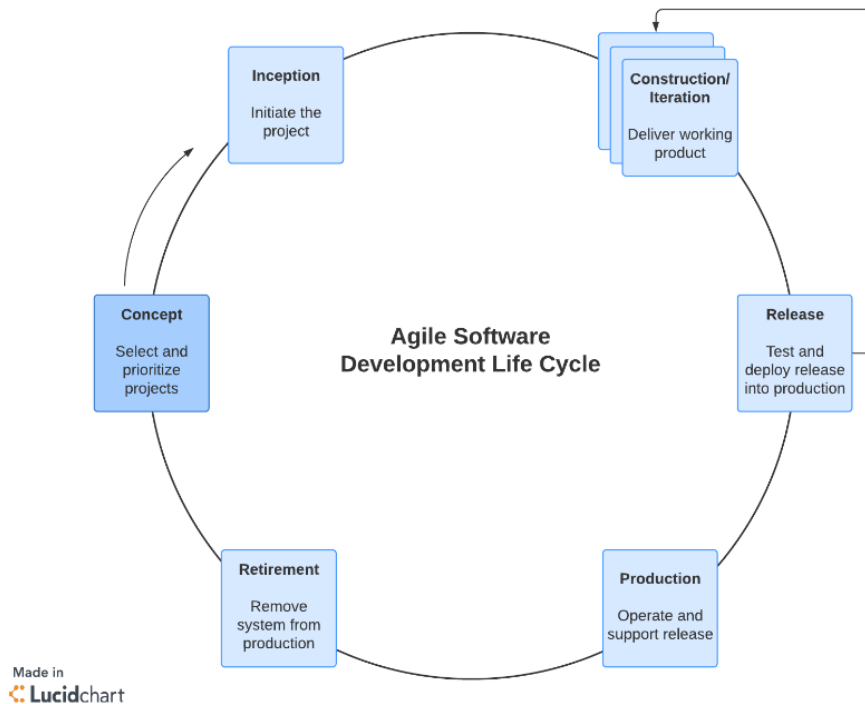 Inception
Initiate the
project
Construction/
Iteration
Deliver working
product
Concept
Select and
prioritize
projects
Agile Software
Development Life Cycle
Release
Test and
deploy release
into production
Retirement
Remove
system from
production
Production
Operate and
support release
Made in
Lucidchart